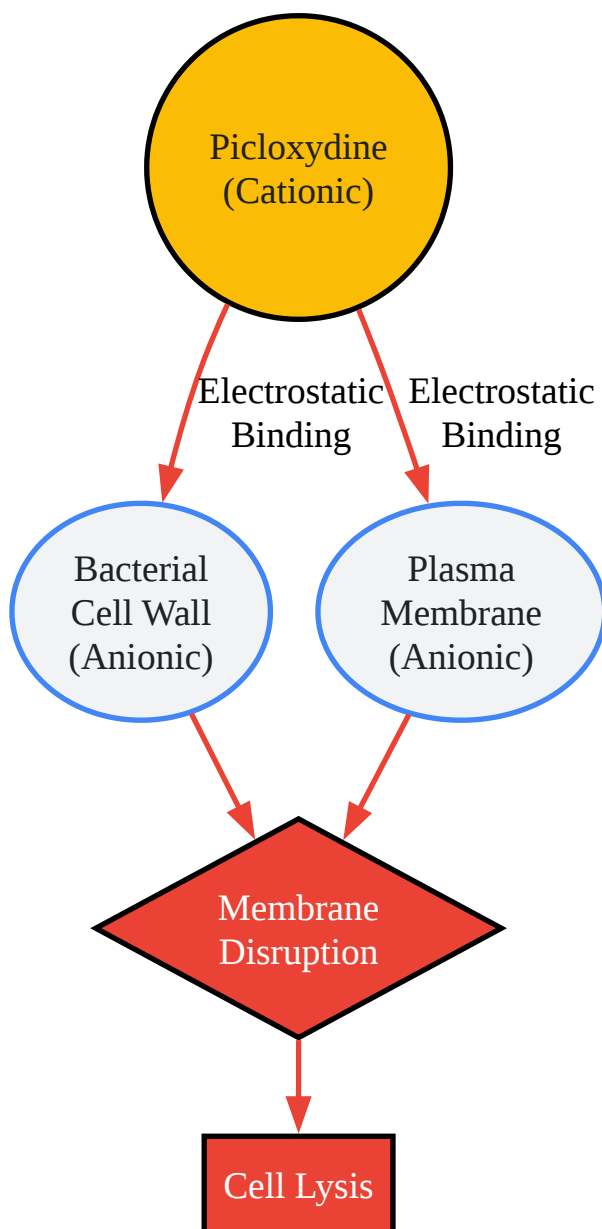 Picloxydine
(Cationic)
Electrostatic
Binding
Electrostatic
Binding
Bacterial
Cell Wall
(Anionic)
Plasma
Membrane
(Anionic)
Membrane
Disruption
Cell Lysis